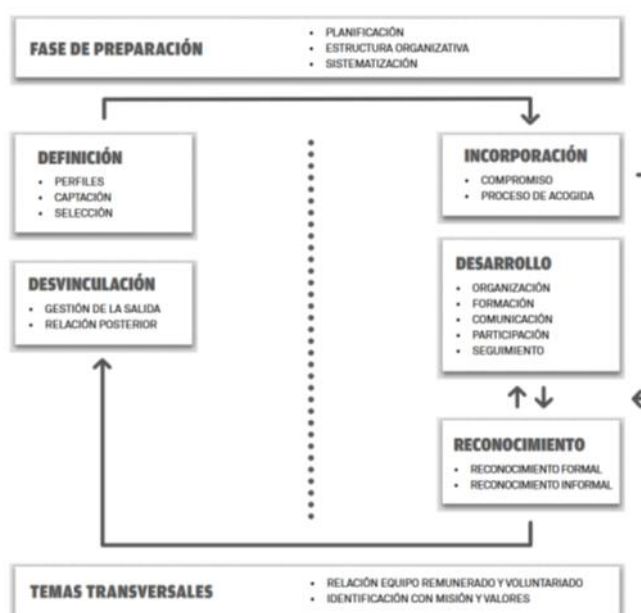 FASE DE PREPARACIÓN
• PLANIFICACIÓN
• ESTRUCTURA ORGANIZATIVA
• SISTEMATIZACIÓN
DEFINICIÓN
• PERFILES
• CAPTACIÓN
• SELECCIÓN
INCORPORACIÓN
• COMPROMISO
• PROCESO DE ACOGIDA
DESVINCULACIÓN
• GESTIÓN DE LA SALIDA
• RELACIÓN POSTERIOR
DESARROLLO
• ORGANIZACIÓN
• FORMACIÓN
• COMUNICACIÓN
• PARTICIPACIÓN
• SEGUIMIENTO
RECONOCIMIENTO
• RECONOCIMIENTO FORMAL
• RECONOCIMIENTO INFORMAL
TEMAS TRANSVERSALES
• RELACIÓN EQUIPO REMUNERADO Y VOLUNTARIADO
• IDENTIFICACIÓN CON MISIÓN Y VALORES